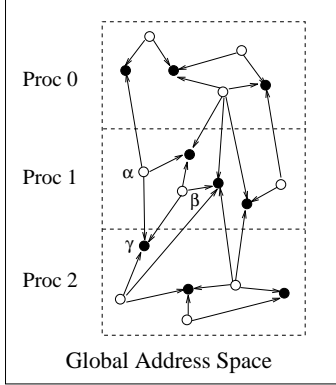 Proc 0
Proc 1
α
β
γ
Proc 2
Global Address Space